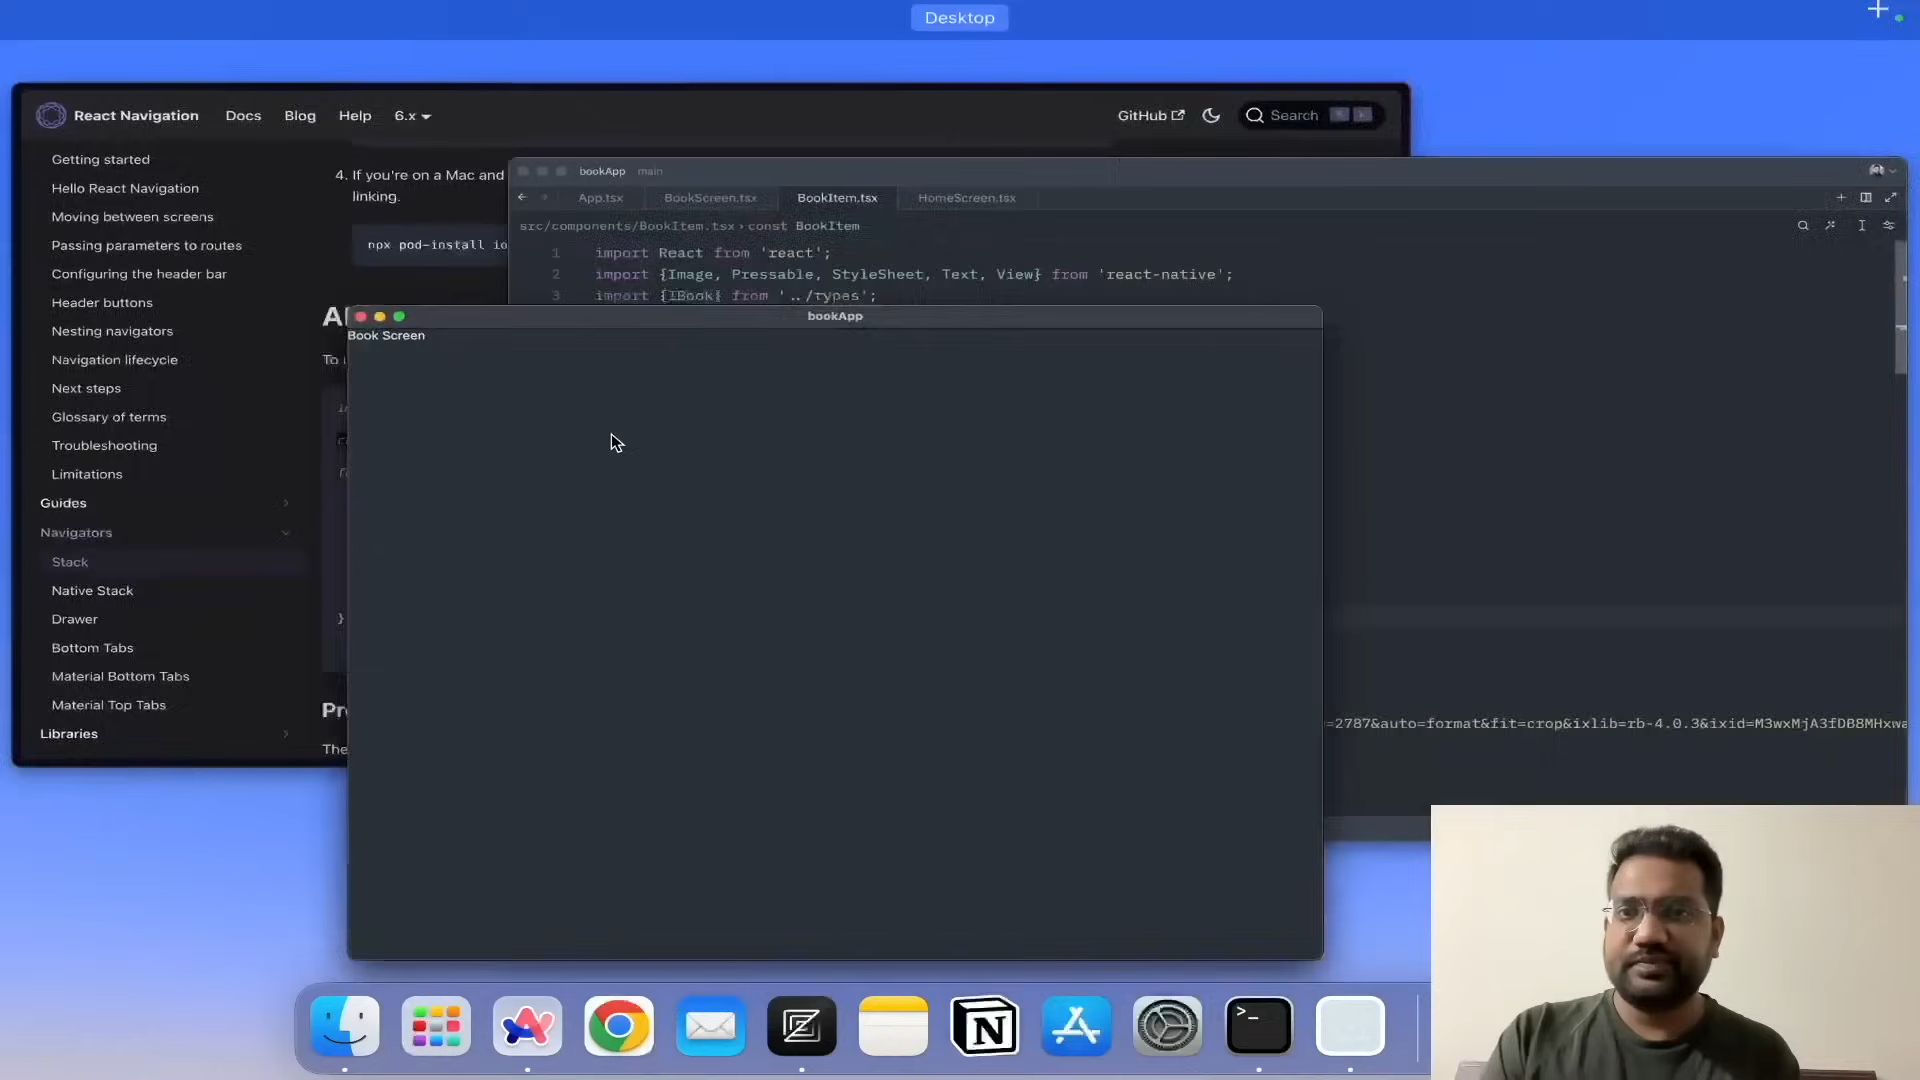 Desktop
React Navigation
Docs
Blog
Help
6.x
GitHub
Search
Getting started
Hello React Navigation
Moving between screens
Passing parameters to routes
Configuring the header bar
Header buttons
Nesting navigators
Navigation lifecycle
Next steps
Glossary of terms
Troubleshooting
Limitations
Guides
Navigators
Stack
Native Stack
Drawer
Bottom Tabs
Material Bottom Tabs
Material Top Tabs
Libraries
4. If you're on a Mac and
linking.
npx pod-install io
To
}
Pr
The
bookApp main
App.tsx
BookScreen.tsx
BookItem.tsx
HomeScreen.tsx
src/components/BookItem.tsx › const BookItem
1 import React from 'react';
2 import {Image, Pressable, StyleSheet, Text, View} from 'react-native';
3 import {IBook} from '../types';
=2787&auto=format&fit=crop&ixlib=rb-4.0.3&ixid=M3wxMjA3fDB8MHxwa
bookApp
Book Screen